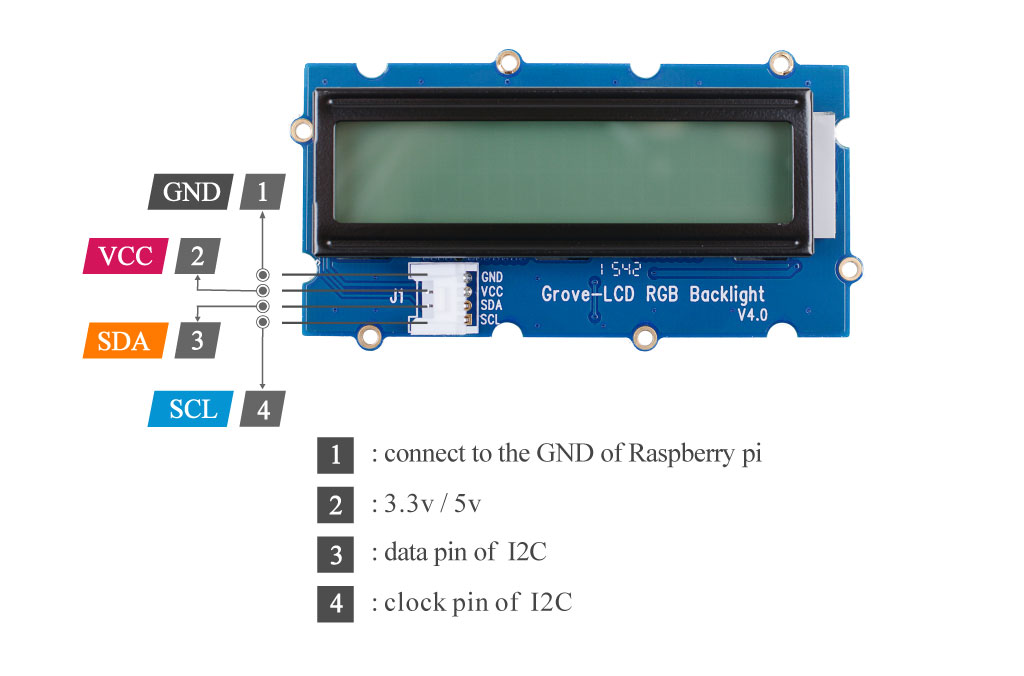 GND 1
VCC 2
SDA 3
SCL 4
J1
GND
VCC
SDA
SCL
1542
Grove-LCD RGB Backlight
V4.0
1 : connect to the GND of Raspberry pi
2 : 3.3v / 5v
3 : data pin of I2C
4 : clock pin of I2C